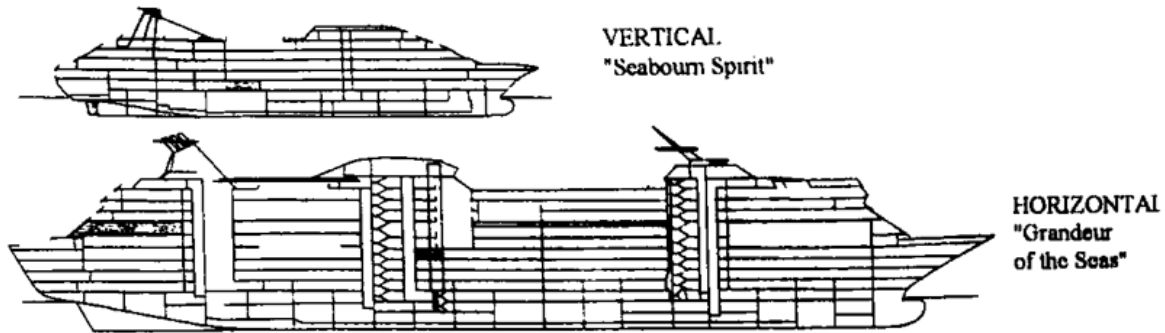 VERTICAL
"Seabourn Spirit"
HORIZONTAL
"Grandeur
of the Seas"